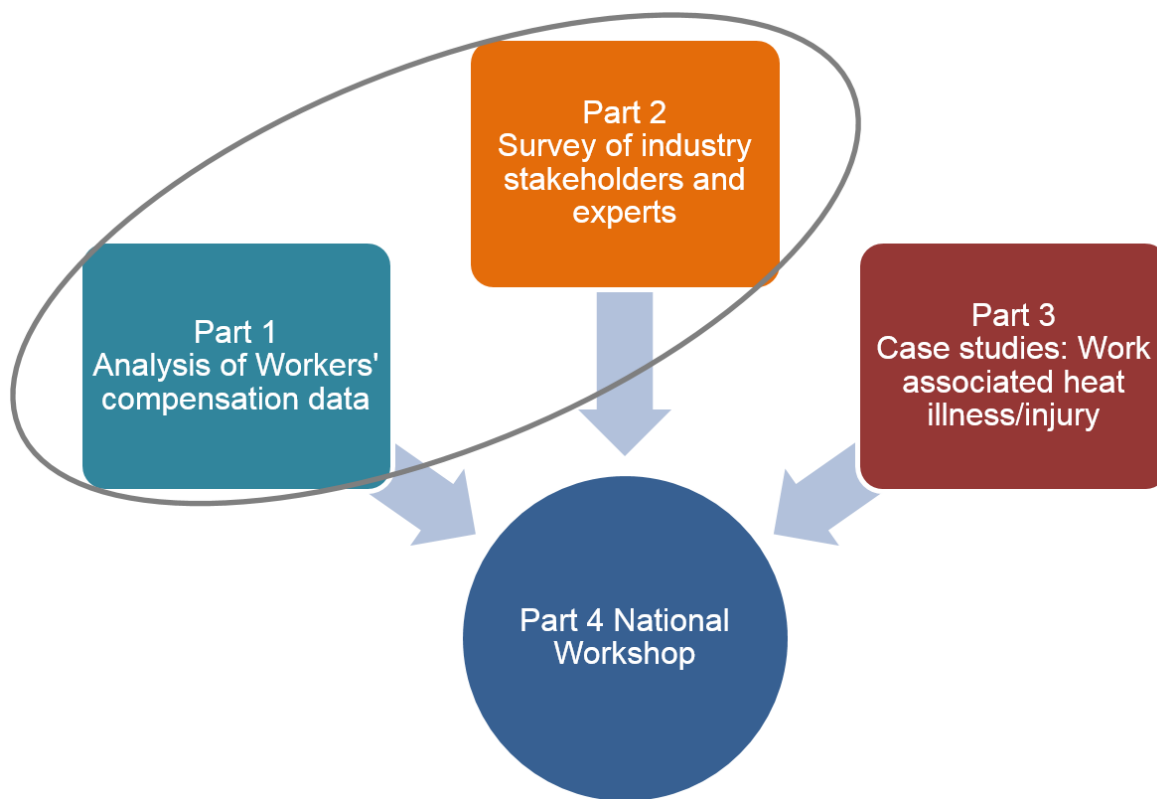 Part 1
Analysis of Workers'
compensation data
Part 2
Survey of industry
stakeholders and
experts
Part 3
Case studies: Work
associated heat
illness/injury
Part 4 National
Workshop